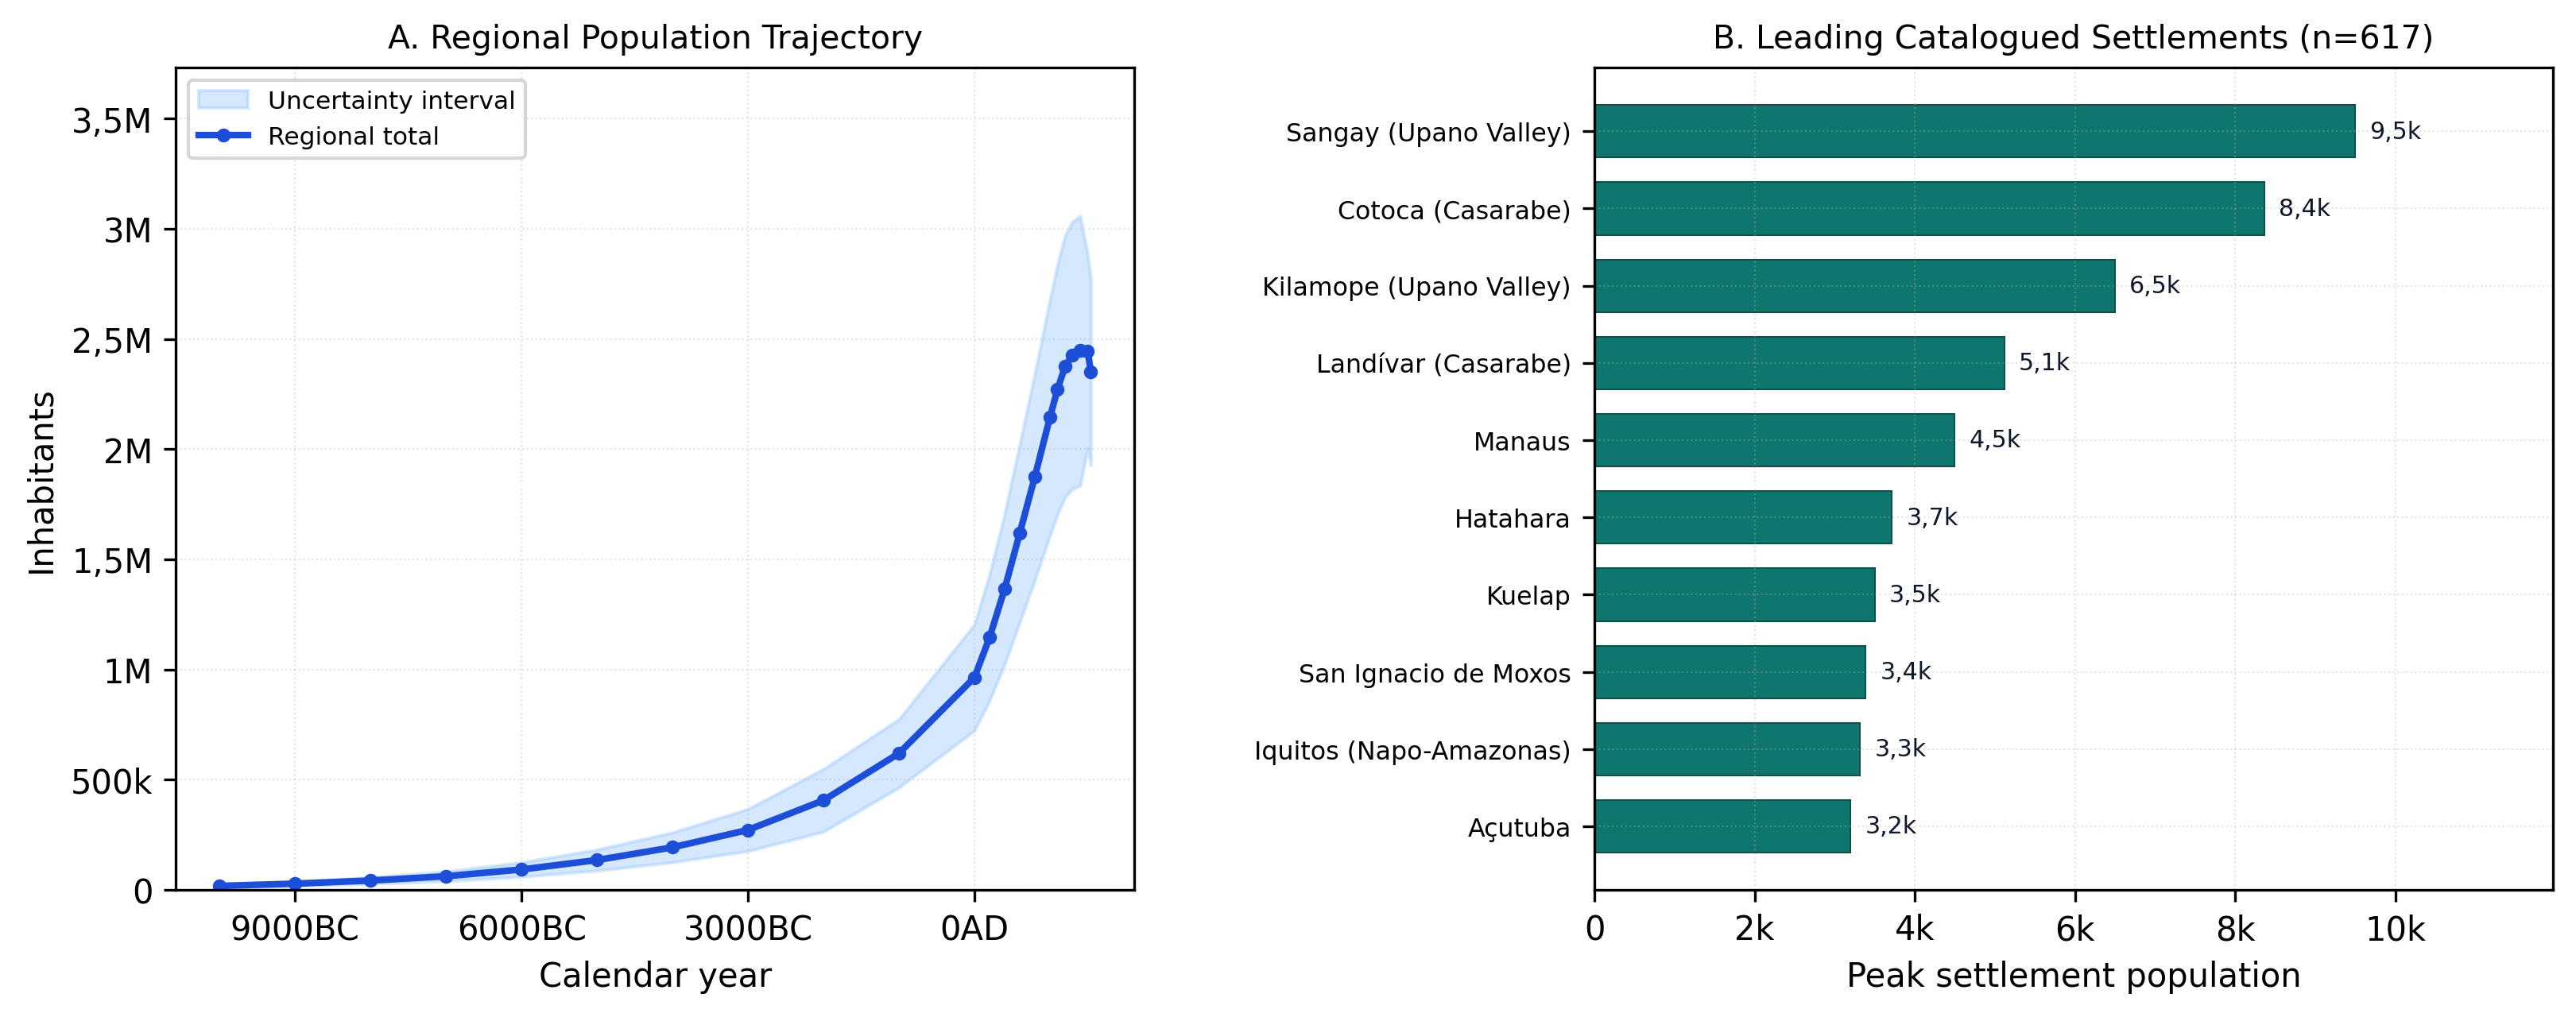 A. Regional Population Trajectory
Uncertainty interval
Regional total
3,5M
3M
2,5M
2M
1,5M
1M
500k
0
Inhabitants
9000BC 6000BC 3000BC 0AD
Calendar year
B. Leading Catalogued Settlements (n=617)
Sangay (Upano Valley) 9,5k
Cotoca (Casarabe) 8,4k
Kilamope (Upano Valley) 6,5k
Landívar (Casarabe) 5,1k
Manaus 4,5k
Hatahara 3,7k
Kuelap 3,5k
San Ignacio de Moxos 3,4k
Iquitos (Napo-Amazonas) 3,3k
Açutuba 3,2k
0 2k 4k 6k 8k 10k
Peak settlement population